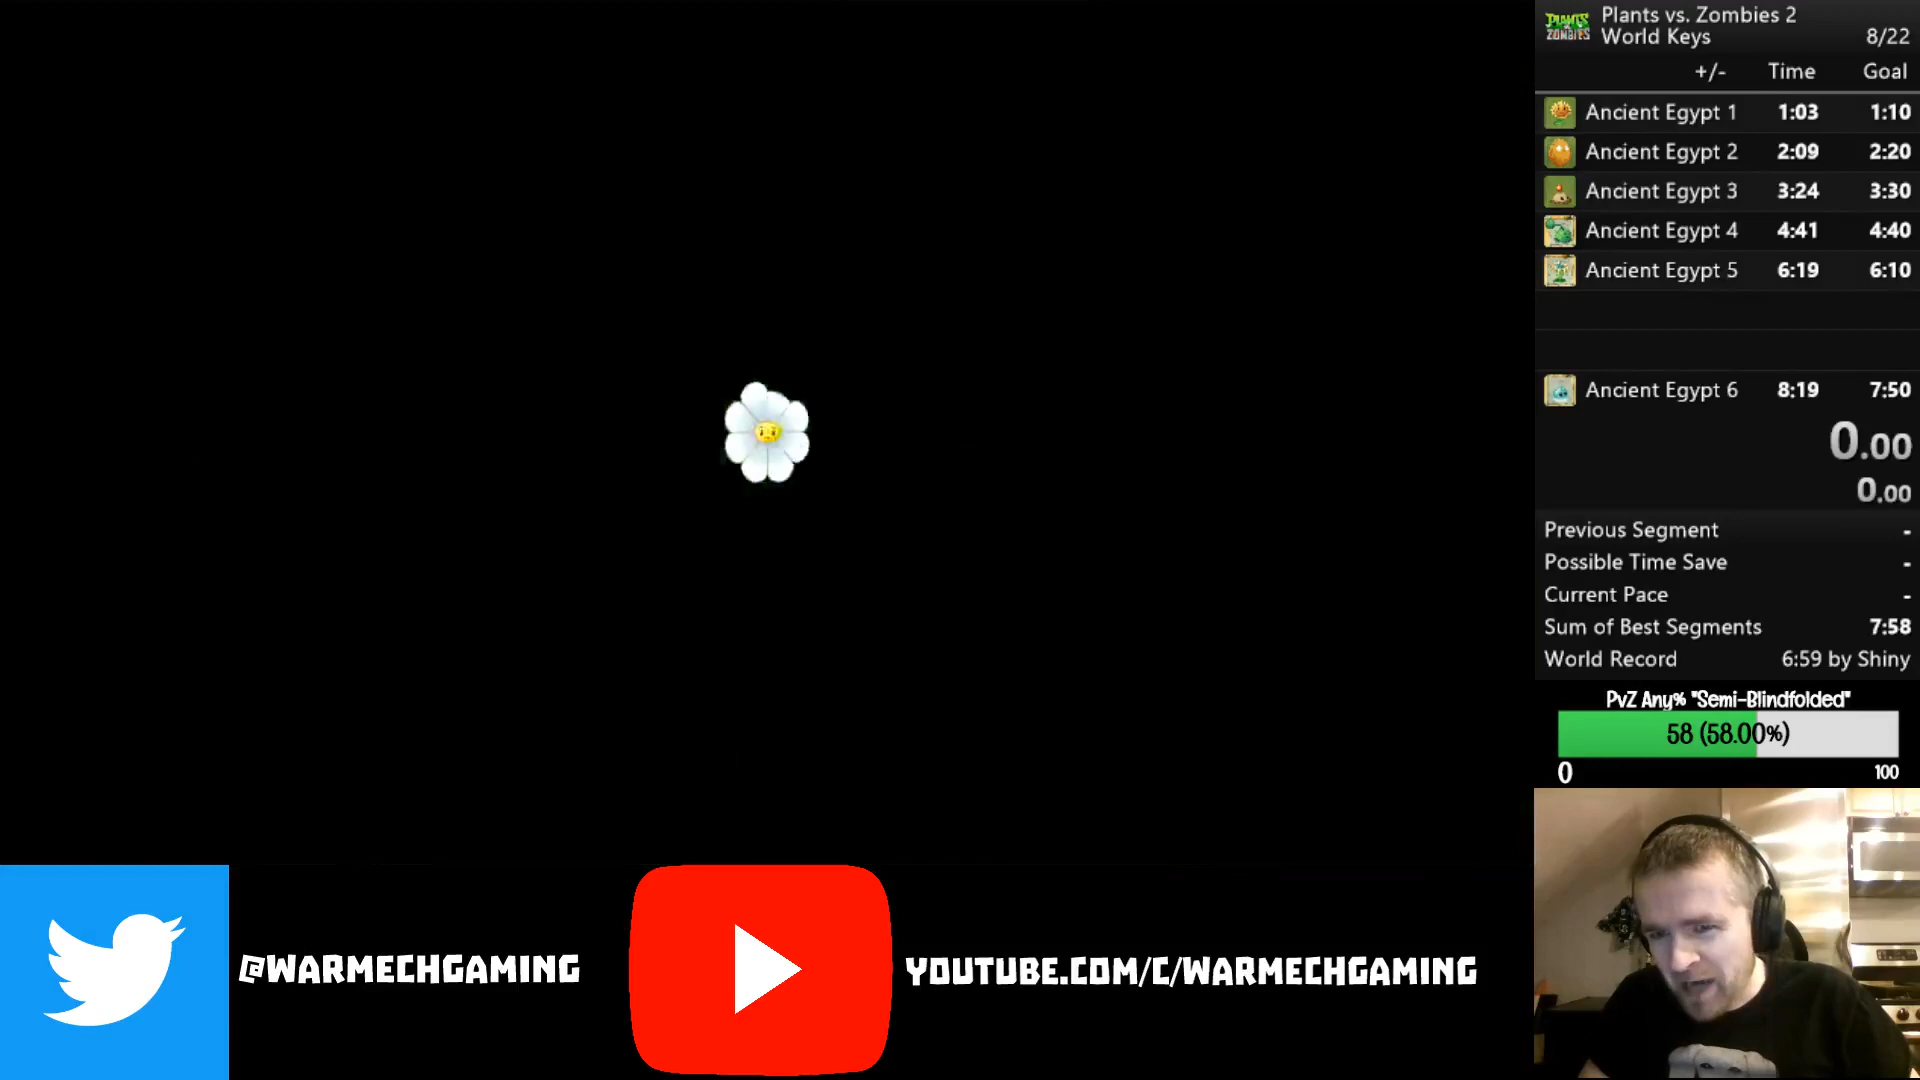 PLANTS
ZOMBIES
Plants vs. Zombies 2
World Keys 8/22
+/- Time Goal
Ancient Egypt 1 1:03 1:10
Ancient Egypt 2 2:09 2:20
Ancient Egypt 3 3:24 3:30
Ancient Egypt 4 4:41 4:40
Ancient Egypt 5 6:19 6:10
Ancient Egypt 6 8:19 7:50
0.00
0.00
Previous Segment -
Possible Time Save -
Current Pace -
Sum of Best Segments 7:58
World Record 6:59 by Shiny
PvZ Any% "Semi-Blindfolded"
58 (58.00%)
0 100
@WARMECHGAMING
YOUTUBE.COM/C/WARMECHGAMING